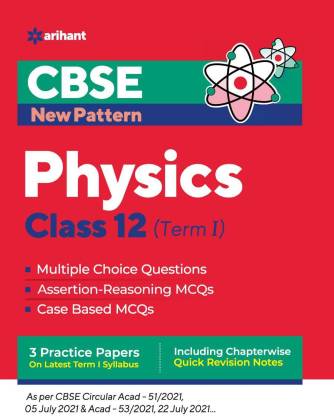 arihant
CBSE
New Pattern
Physics
Class 12 (Term I)
Multiple Choice Questions
Assertion-Reasoning MCQs
Case Based MCQs
3 Practice Papers
On Latest Term I Syllabus
Including Chapterwise
Quick Revision Notes
As per CBSE Circular Acad - 51/2021,
05 July 2021 & Acad - 53/2021, 22 July 2021...